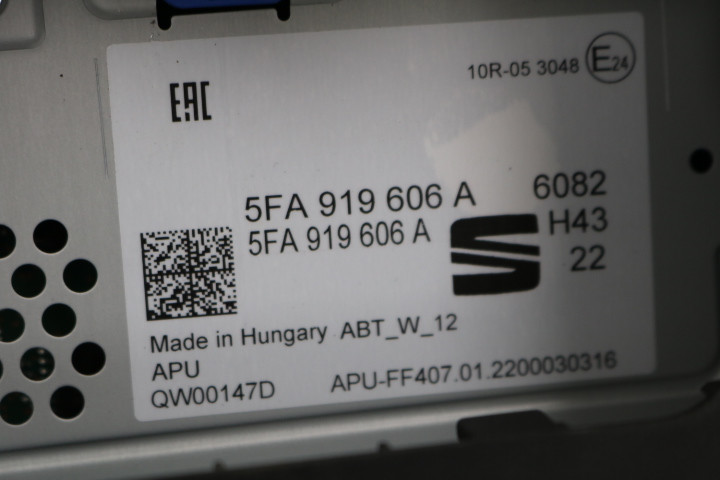 10R-05 3048 E24
EAC
5FA 919 606 A 6082
5FA 919 606 A H43
22
Made in Hungary ABT_W_12
APU
QW00147D APU-FF407.01.2200030316